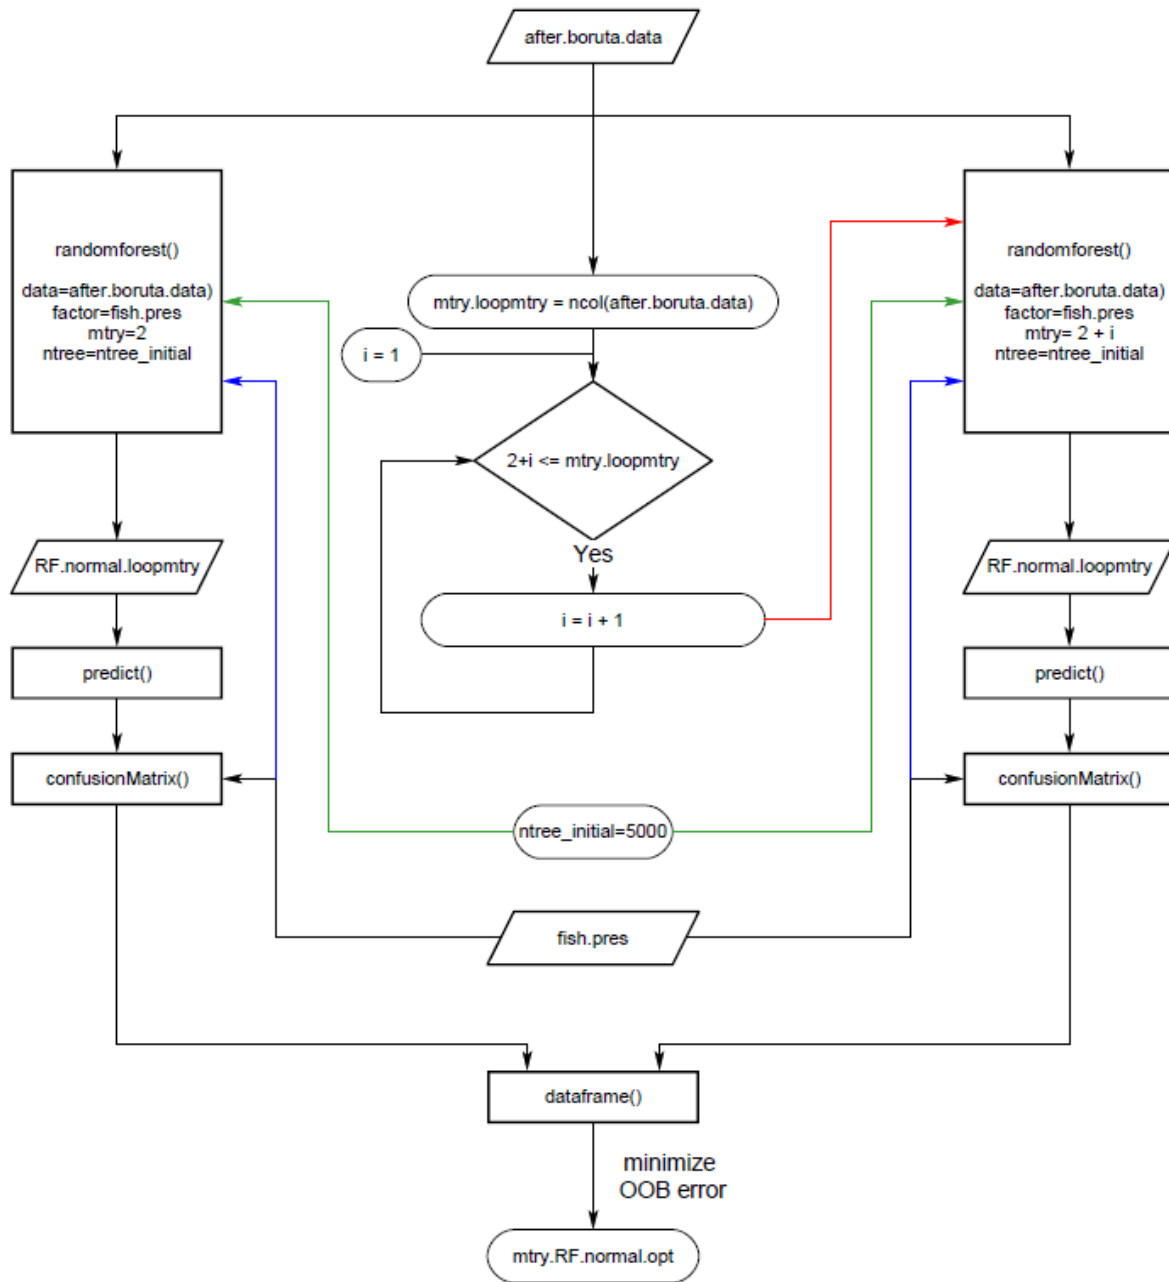 after.boruta.data
randomforest()
data=after.boruta.data)
factor=fish.pres
mtry=2
ntree=ntree_initial
randomforest()
data=after.boruta.data)
factor=fish.pres
mtry= 2 + i
ntree=ntree_initial
mtry.loopmtry = ncol(after.boruta.data)
i = 1
2+i <= mtry.loopmtry
Yes
i = i + 1
RF.normal.loopmtry
RF.normal.loopmtry
predict()
predict()
confusionMatrix()
confusionMatrix()
ntree_initial=5000
fish.pres
dataframe()
minimize
OOB error
mtry.RF.normal.opt